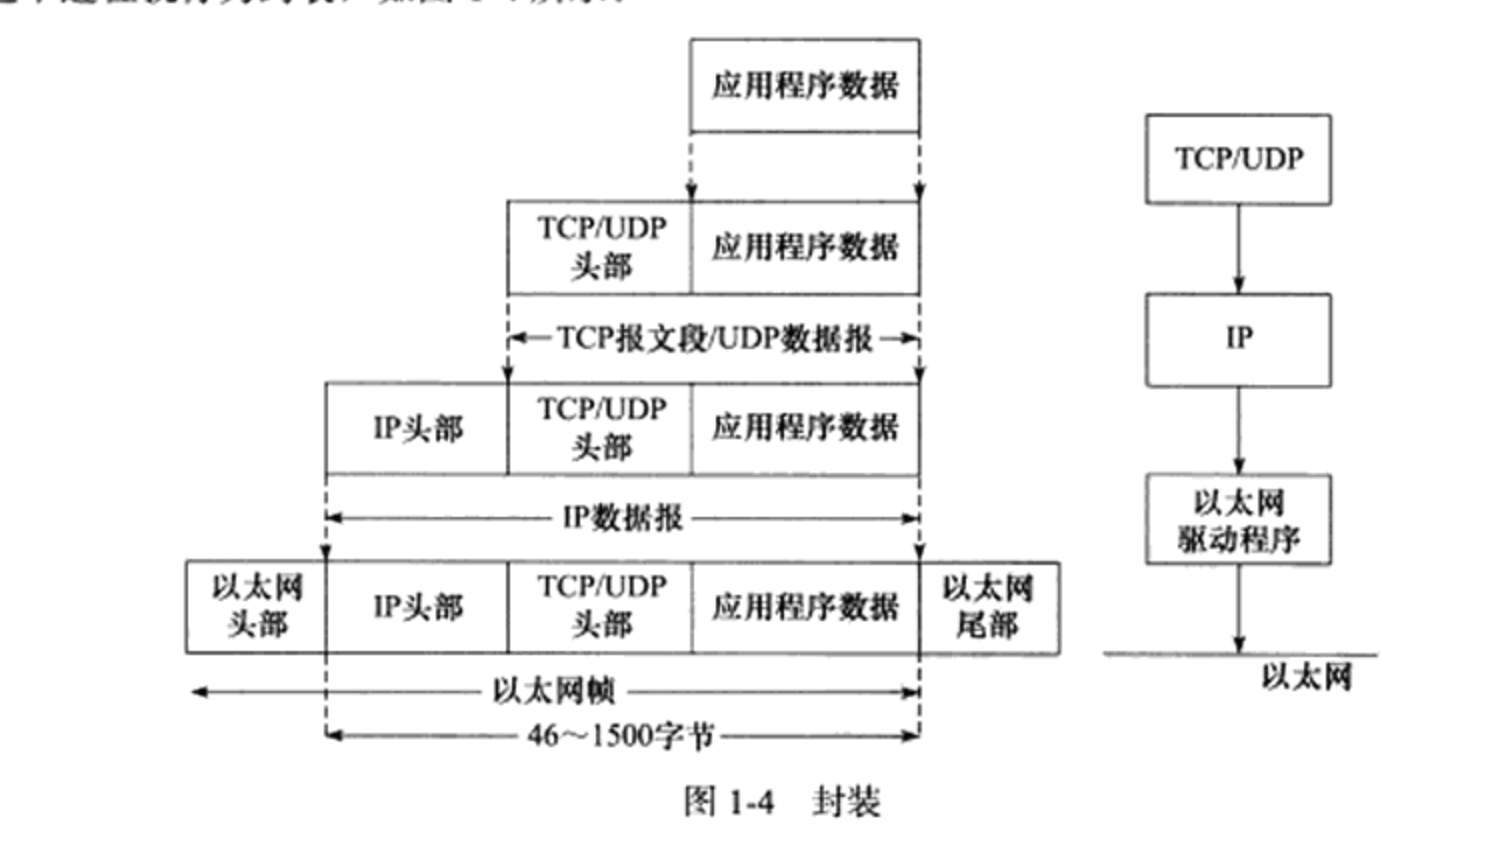 应用程序数据
TCP/UDP
TCP/UDP
头部
应用程序数据
TCP报文段/UDP数据报
IP
IP头部
TCP/UDP
头部
应用程序数据
IP数据报
以太网
驱动程序
以太网
头部
IP头部
TCP/UDP
头部
应用程序数据
以太网
尾部
以太网
以太网帧
46～1500字节
图 1-4 封装